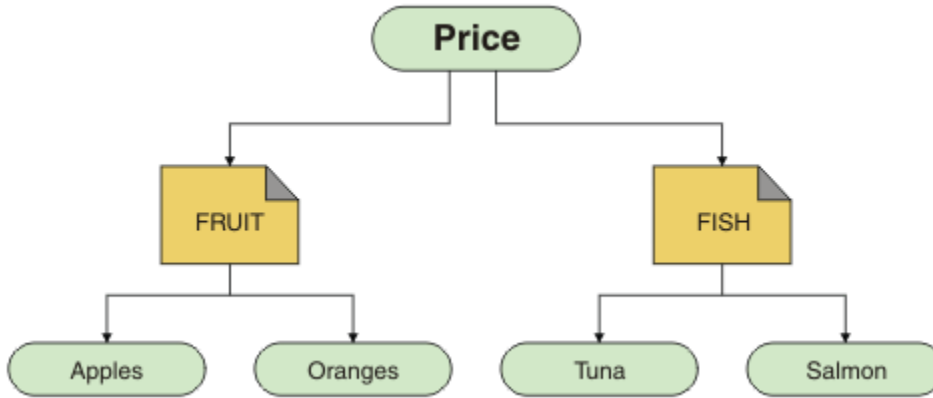 Price
FRUIT
FISH
Apples
Oranges
Tuna
Salmon